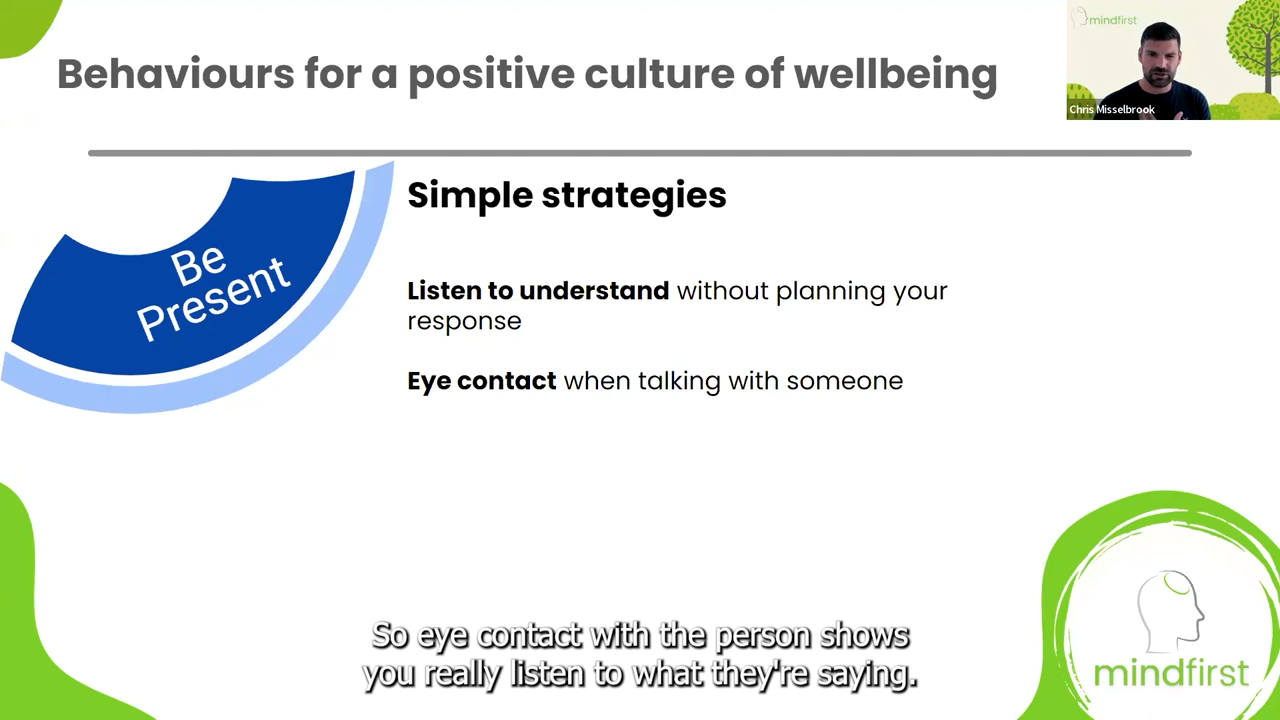 Behaviours for a positive culture of wellbeing
mindfirst
Chris Misselbrook
Be
Present
Simple strategies
Listen to understand without planning your
response
Eye contact when talking with someone
So eye contact with the person shows
you really listen to what they're saying.
mindfirst